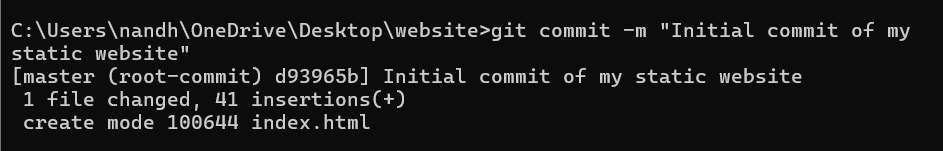 C:\Users\nandh\OneDrive\Desktop\website>git commit -m "Initial commit of my
static website"
[master (root-commit) d93965b] Initial commit of my static website
 1 file changed, 41 insertions(+)
 create mode 100644 index.html